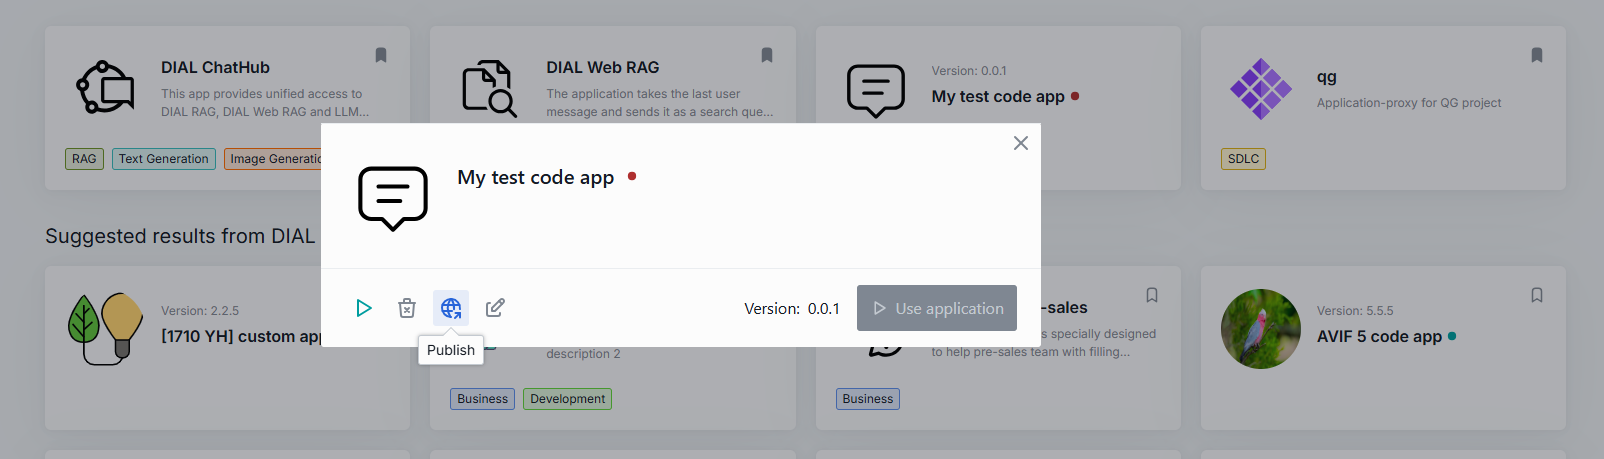 DIAL ChatHub
This app provides unified access to
DIAL RAG, DIAL Web RAG and LLM...
RAG
Text Generation
Image Generatio
DIAL Web RAG
The application takes the last user
message and sends it as a search que...
Version: 0.0.1
My test code app
qg
Application-proxy for QG project
SDLC
My test code app
Version: 0.0.1
Use application
Publish
Suggested results from DIAL
Version: 2.2.5
[1710 YH] custom app
description 2
Business
Development
-sales
s specially designed
to help pre-sales team with filling...
Business
Version: 5.5.5
AVIF 5 code app